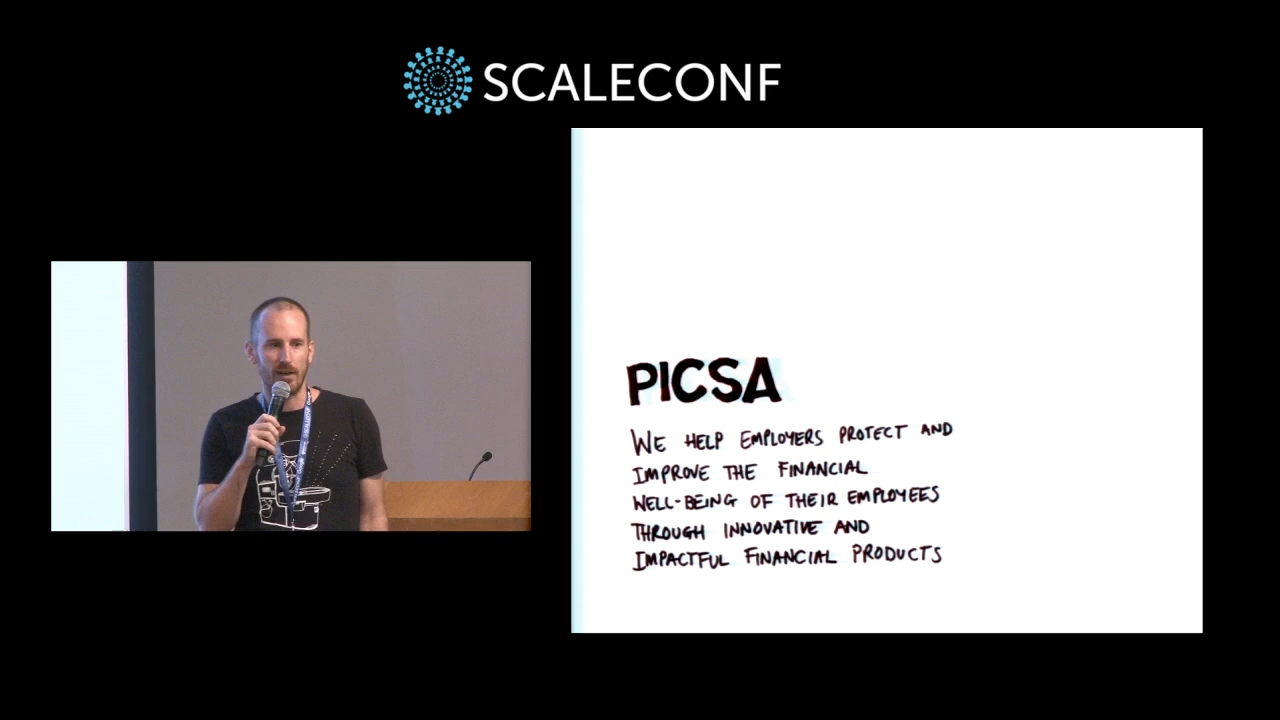 SCALECONF
PICSA
WE HELP EMPLOYERS PROTECT AND
IMPROVE THE FINANCIAL
WELL-BEING OF THEIR EMPLOYEES
THROUGH INNOVATIVE AND
IMPACTFUL FINANCIAL PRODUCTS